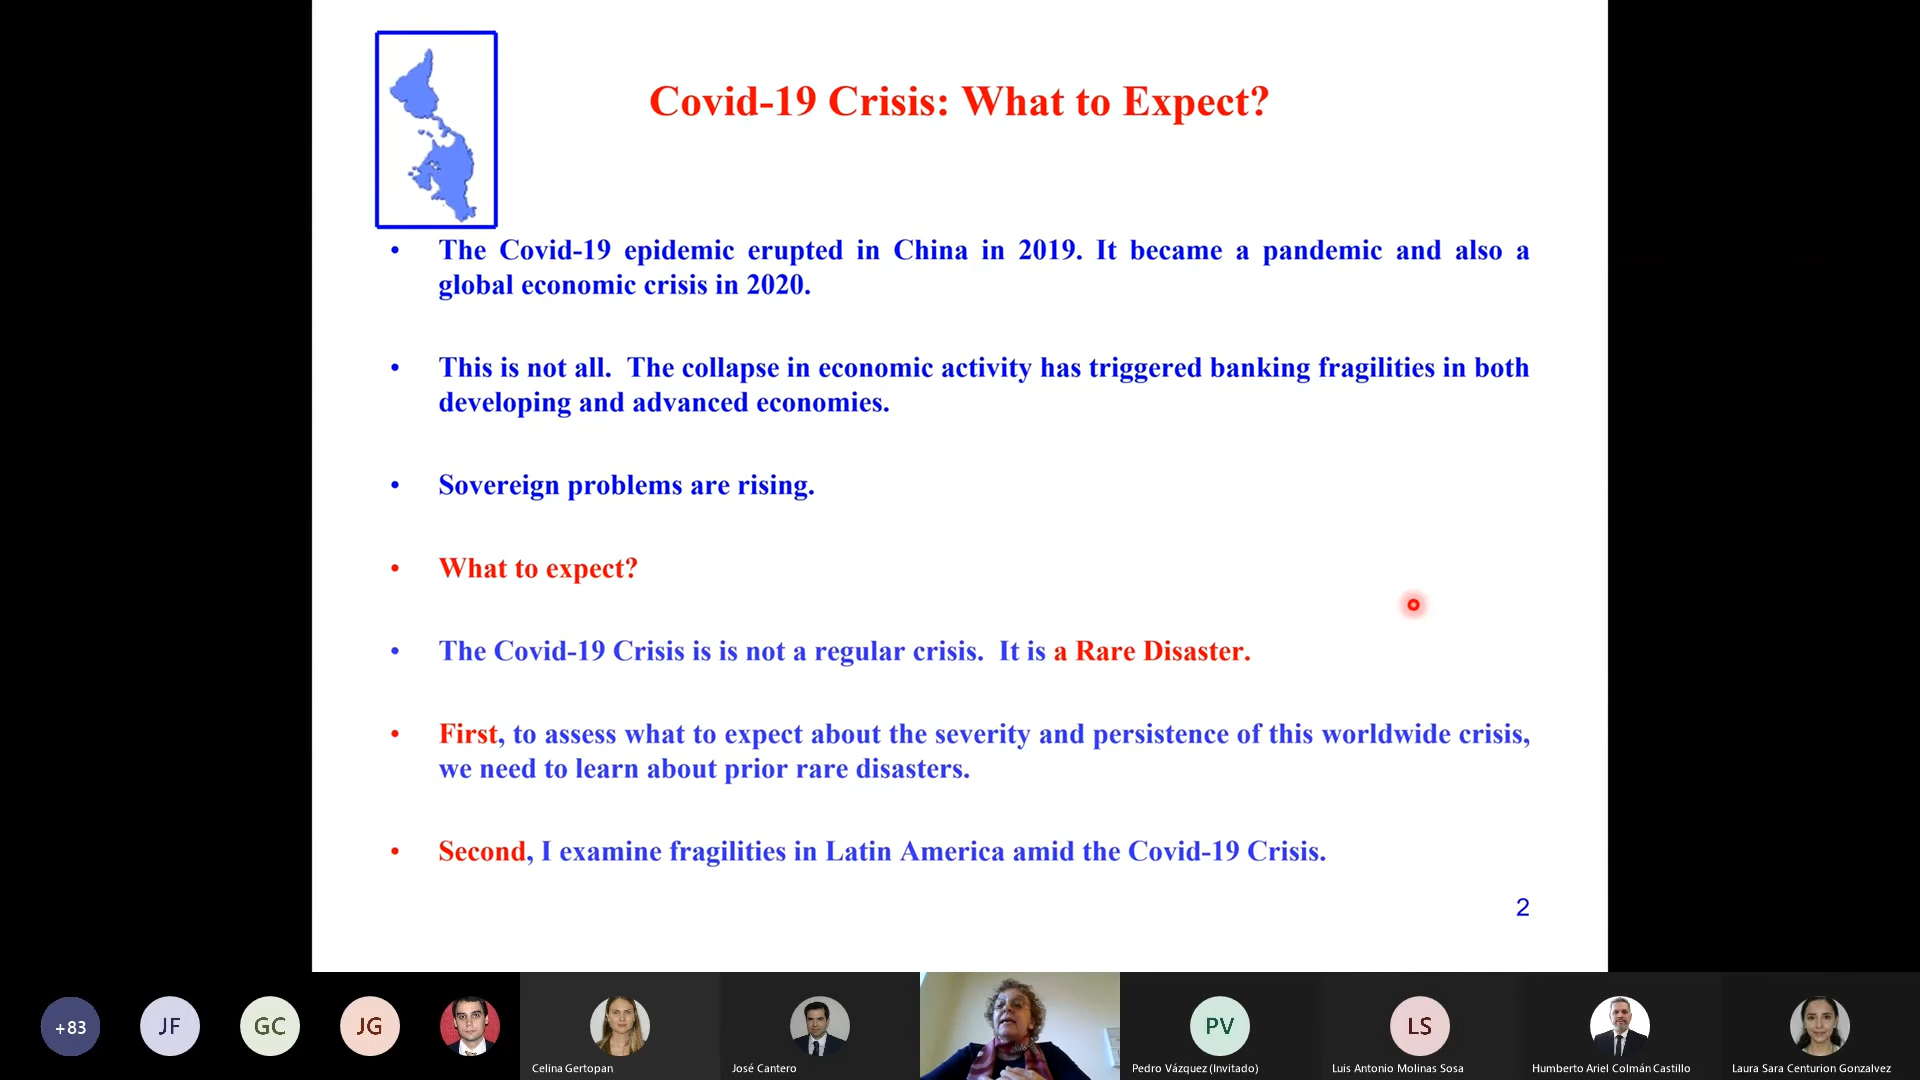 Covid-19 Crisis: What to Expect?
• The Covid-19 epidemic erupted in China in 2019. It became a pandemic and also a
global economic crisis in 2020.
• This is not all. The collapse in economic activity has triggered banking fragilities in both
developing and advanced economies.
• Sovereign problems are rising.
• What to expect?
• The Covid-19 Crisis is is not a regular crisis. It is a Rare Disaster.
• First, to assess what to expect about the severity and persistence of this worldwide crisis,
we need to learn about prior rare disasters.
• Second, I examine fragilities in Latin America amid the Covid-19 Crisis.
2
+83
JF
GC
JG
Celina Gertopan
José Cantero
PV
Pedro Vázquez (Invitado)
LS
Luis Antonio Molinas Sosa
Humberto Ariel Colmán Castillo
Laura Sara Centurion Gonzalvez